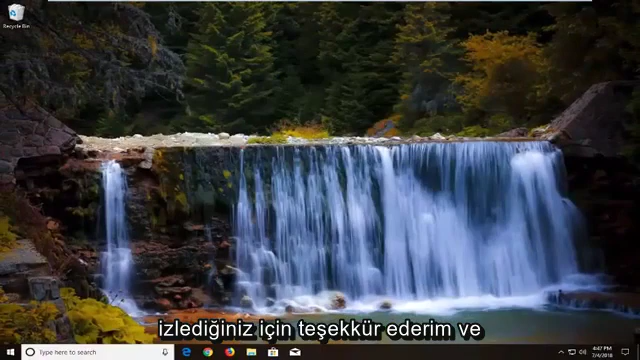 Recycle Bin
izlediğiniz için teşekkür ederim ve
Type here to search
4:47 PM
7/4/2018